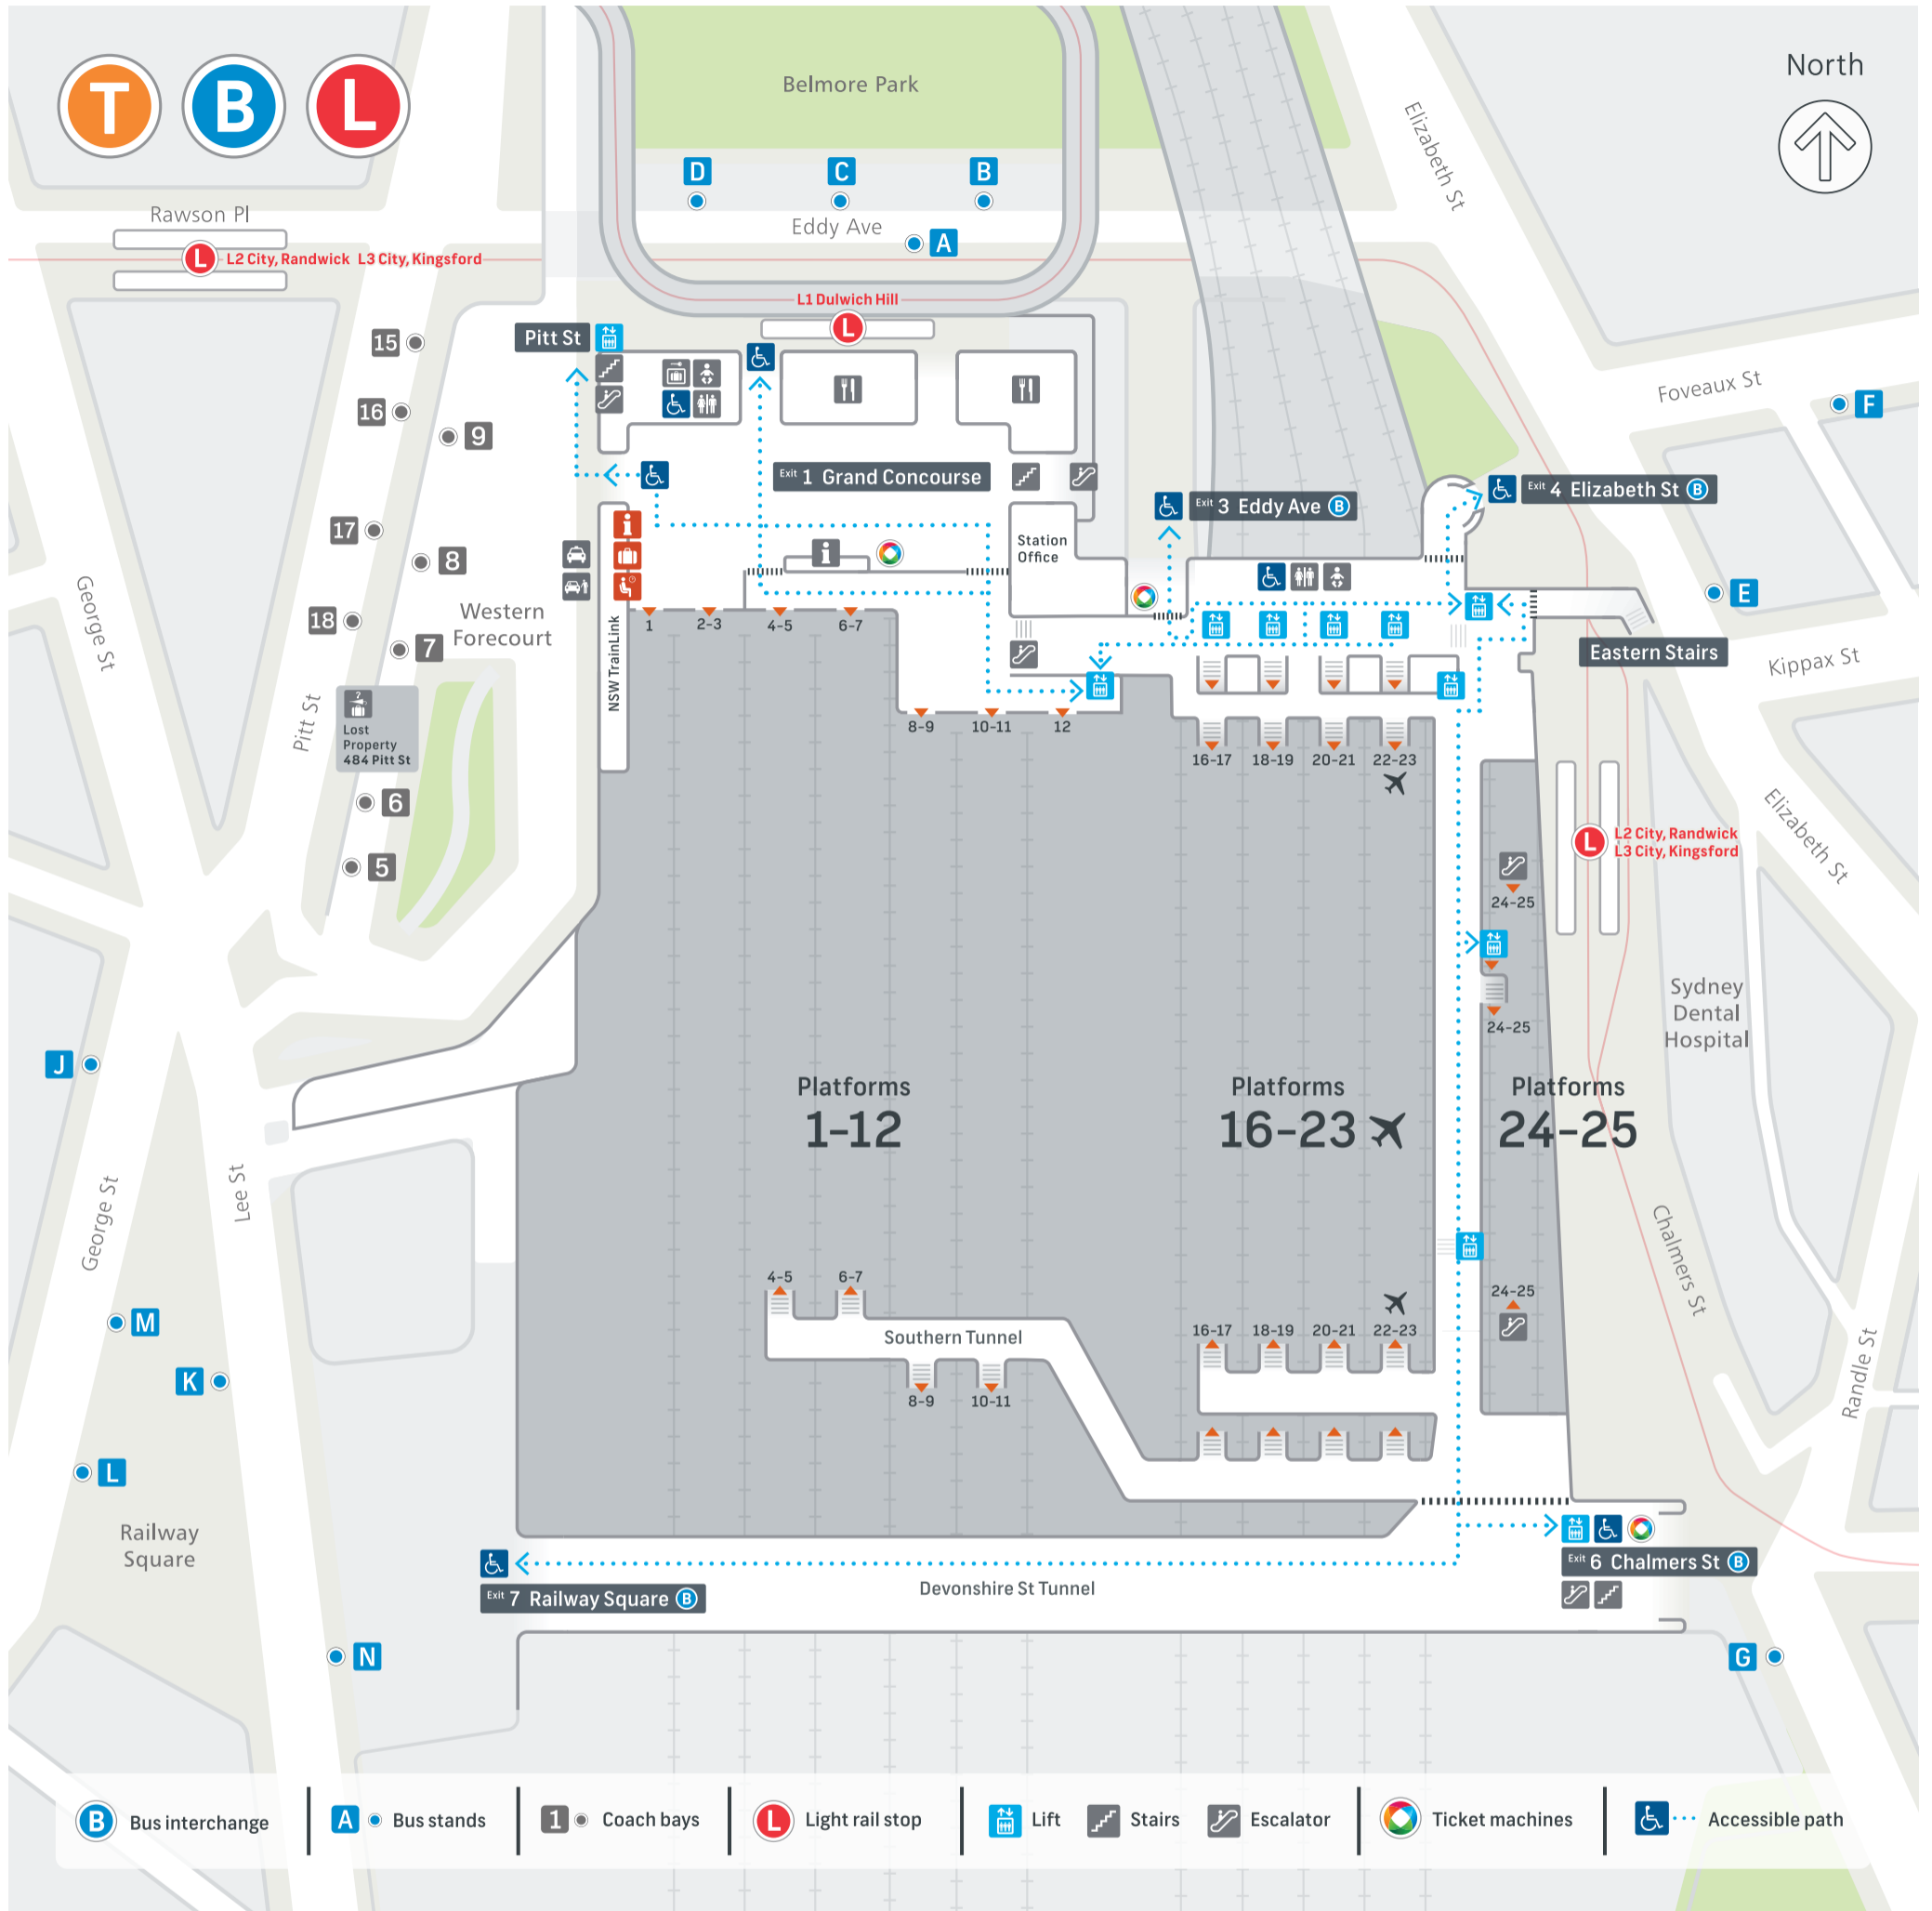 T B L
Belmore Park
North
Elizabeth St
D C B
Rawson Pl
Eddy Ave
A
L L2 City, Randwick L3 City, Kingsford
L1 Dulwich Hill
L
15
Pitt St
16
9
Foveaux St
F
Exit 1 Grand Concourse
Exit 4 Elizabeth St B
Exit 3 Eddy Ave B
17
8
i
i
Station
Office
George St
18
7
Western
Forecourt
E
1 2-3 4-5 6-7
NSW TrainLink
Eastern Stairs
Kippax St
Pitt St
?
Lost
Property
484 Pitt St
8-9 10-11 12
16-17 18-19 20-21 22-23
6
5
L
L2 City, Randwick
L3 City, Kingsford
Elizabeth St
24-25
Sydney
Dental
Hospital
24-25
J
Platforms
1-12
Platforms
16-23
Platforms
24-25
George St
Lee St
Chalmers St
4-5 6-7
24-25
M
Southern Tunnel
16-17 18-19 20-21 22-23
K
8-9 10-11
Randle St
L
Railway
Square
Exit 6 Chalmers St B
Exit 7 Railway Square B
Devonshire St Tunnel
N
G
B Bus interchange
A Bus stands
1 Coach bays
L Light rail stop
Lift
Stairs
Escalator
Ticket machines
Accessible path